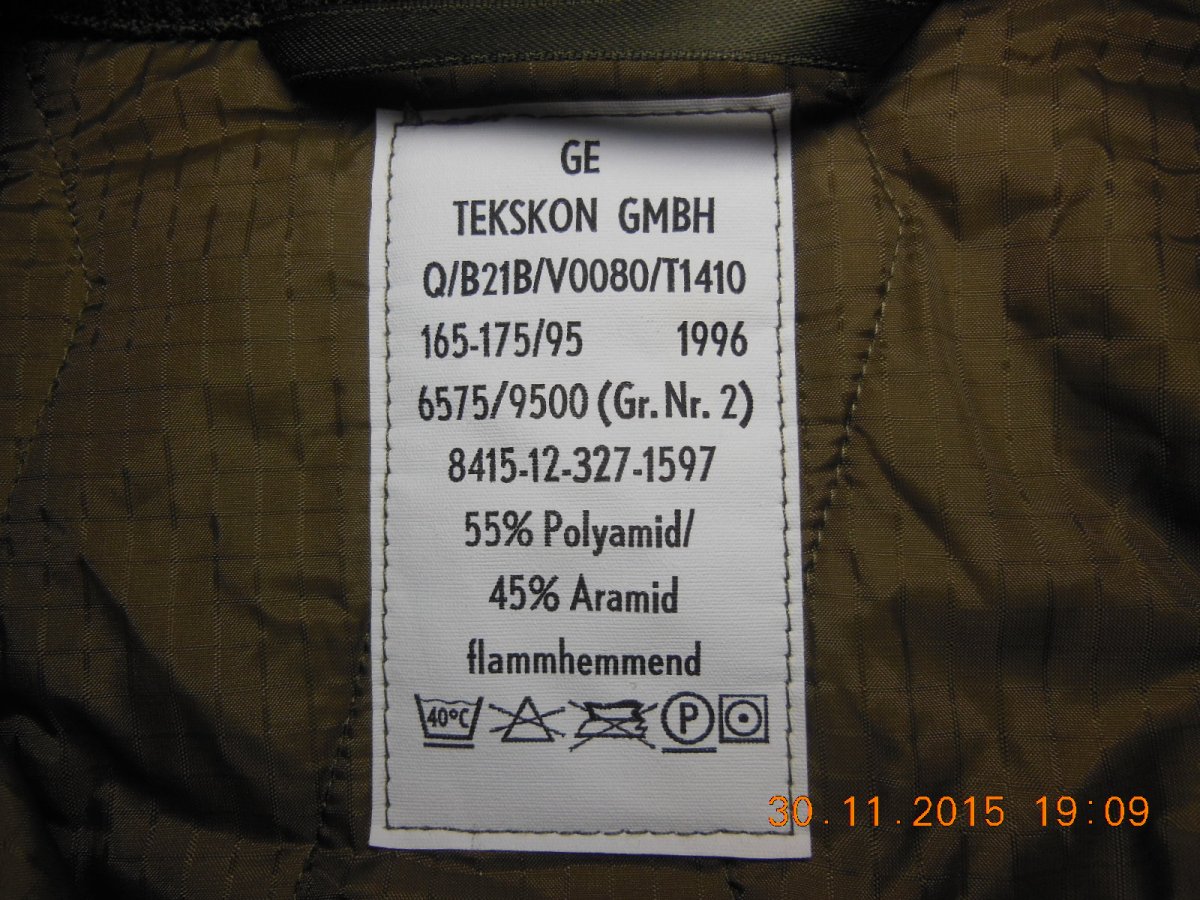 GE
TEKSKON GMBH
Q/B21B/V0080/T1410
165-175/95 1996
6575/9500 (Gr. Nr. 2)
8415-12-327-1597
55% Polyamid/
45% Aramid
flammhemmend
40°C P
30.11.2015 19:09